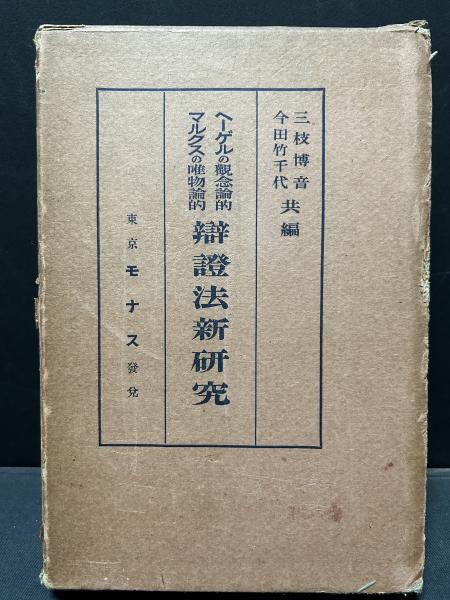 三枝博音
今田竹千代
共編
ヘーゲルの觀念論的
マルクスの唯物論的
辯證法新研究
東京モナス發兌